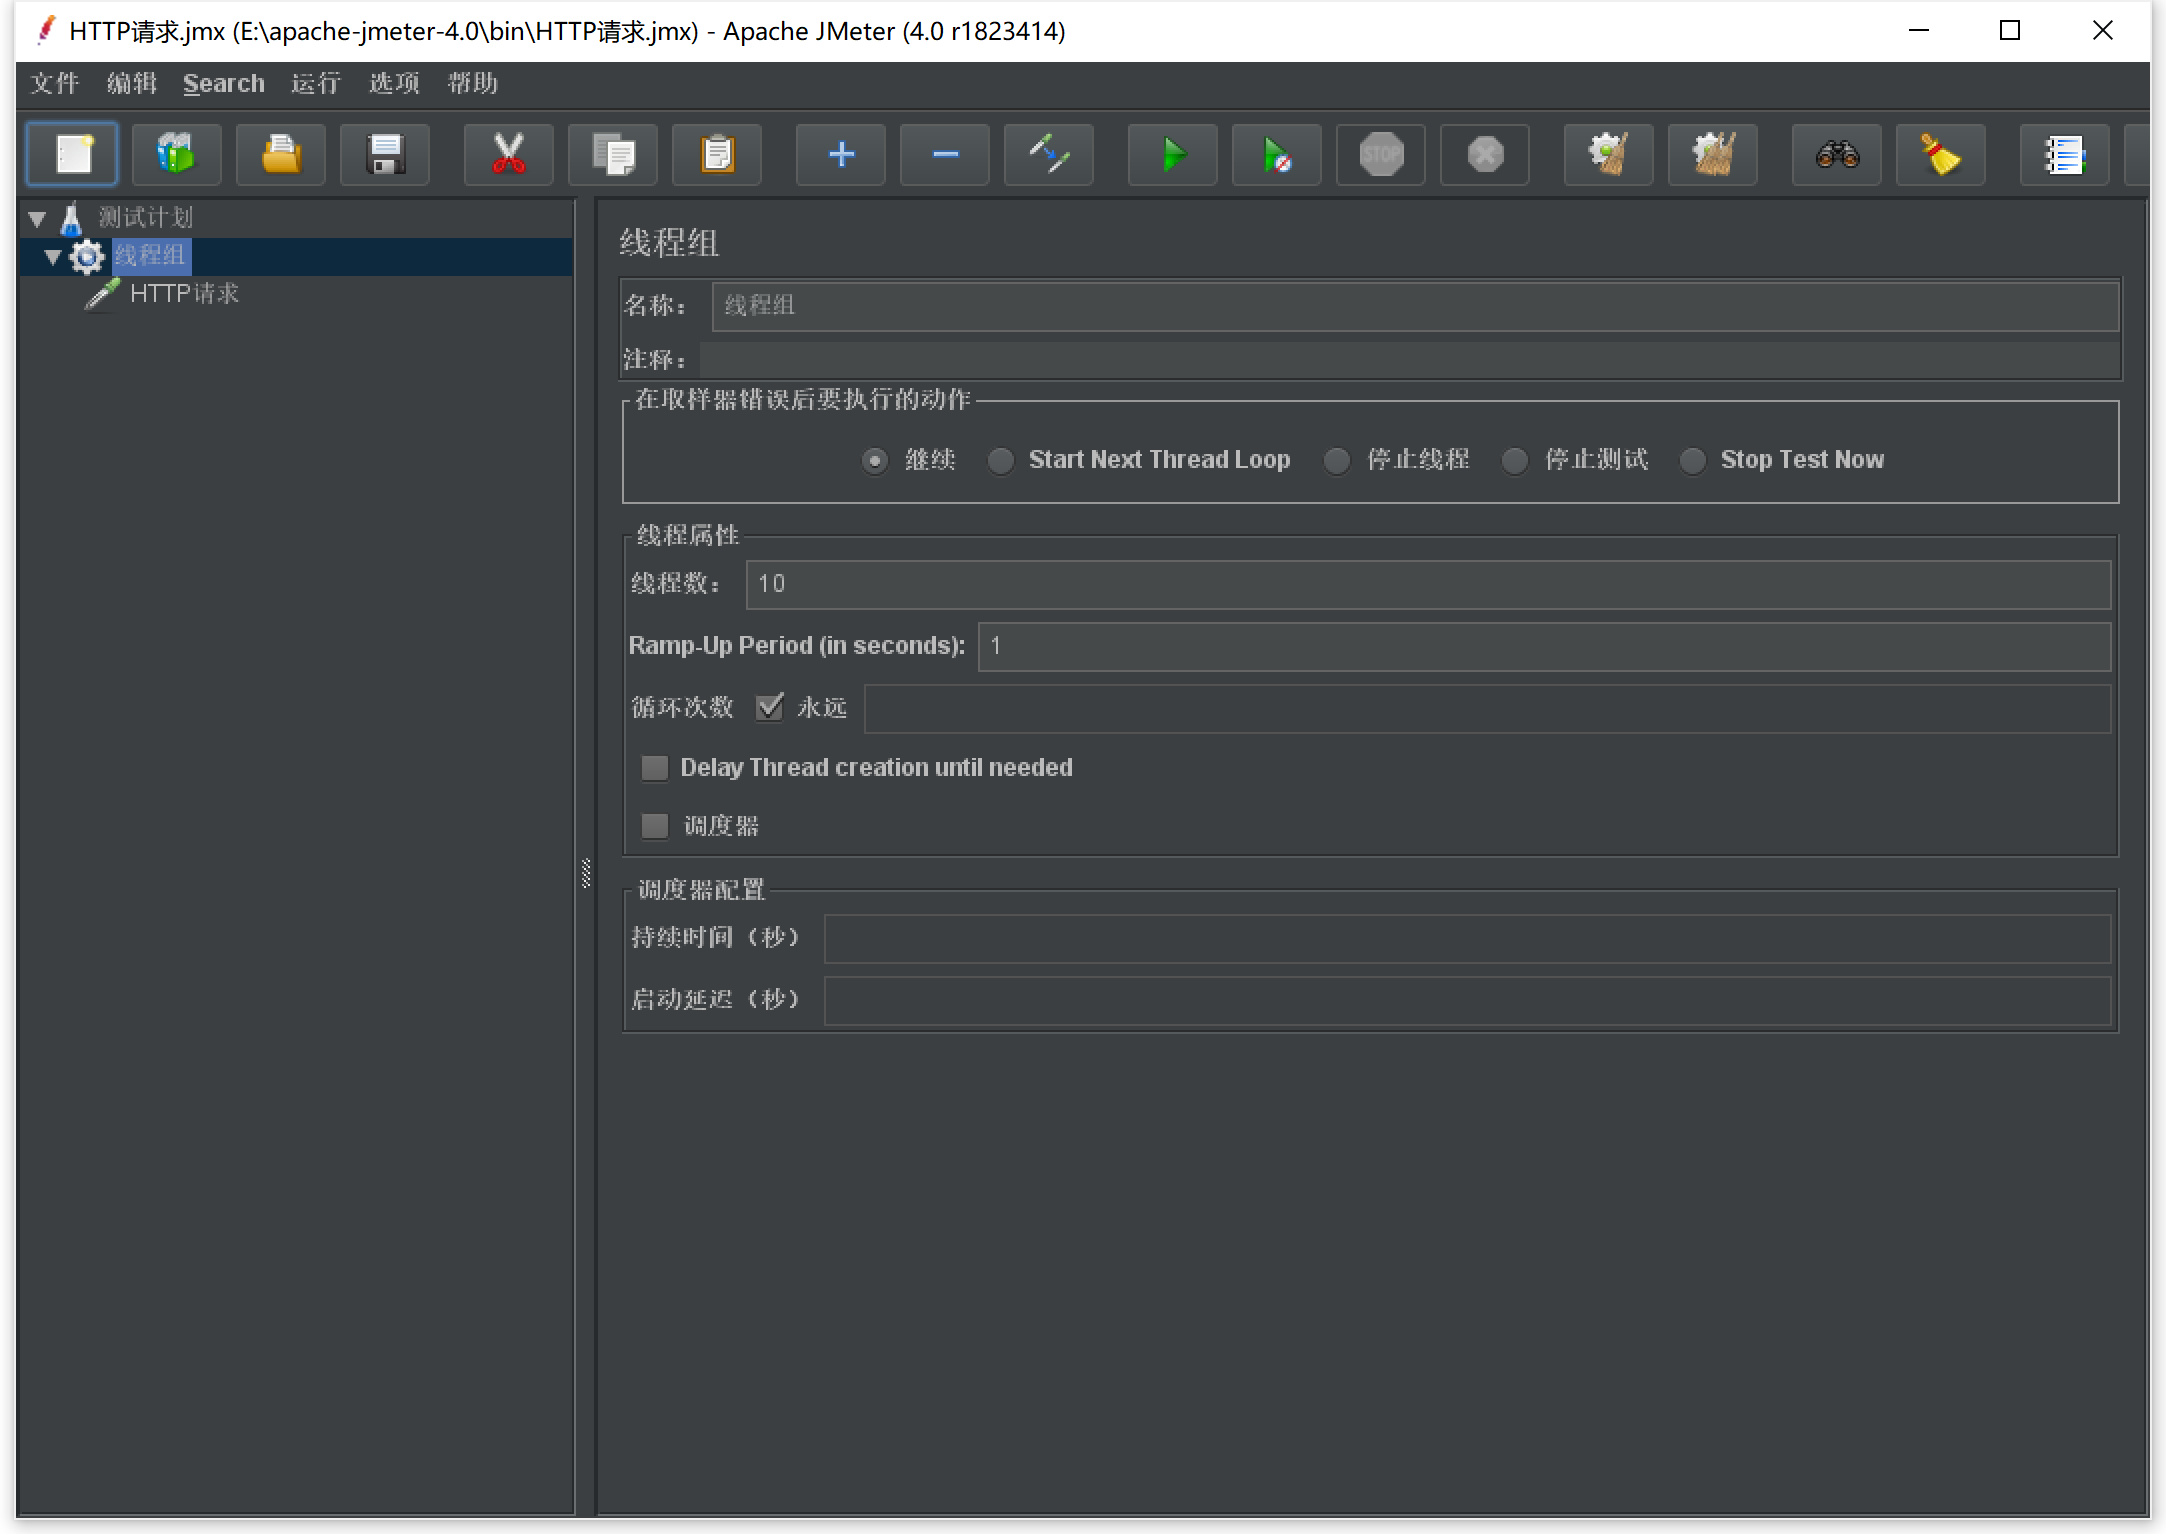 HTTP请求.jmx (E:\apache-jmeter-4.0\bin\HTTP请求.jmx) - Apache JMeter (4.0 r1823414)
文件 编辑 Search 运行 选项 帮助
STOP
测试计划
线程组
HTTP请求
线程组
名称： 线程组
注释：
在取样器错误后要执行的动作
继续 Start Next Thread Loop 停止线程 停止测试 Stop Test Now
线程属性
线程数： 10
Ramp-Up Period (in seconds): 1
循环次数 永远
Delay Thread creation until needed
调度器
调度器配置
持续时间（秒）
启动延迟（秒）